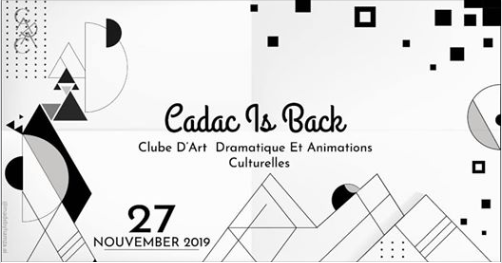 Cadac Is Back
Clube D'Art Dramatique Et Animations
Culturelles
27
NOUVEMBER 2019